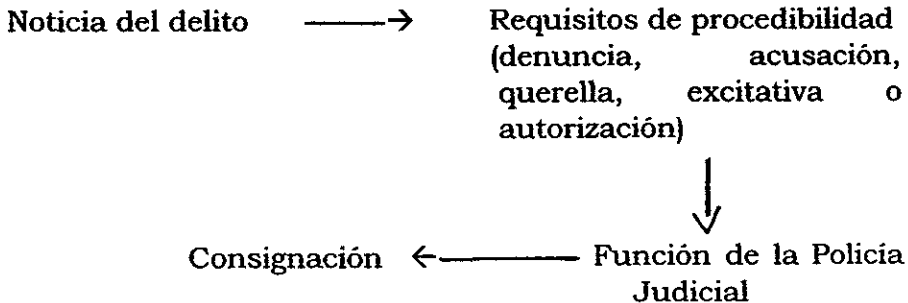 Noticia del delito → Requisitos de procedibilidad
(denuncia, acusación,
querella, excitativa o
autorización)
Consignación ← Función de la Policía
Judicial